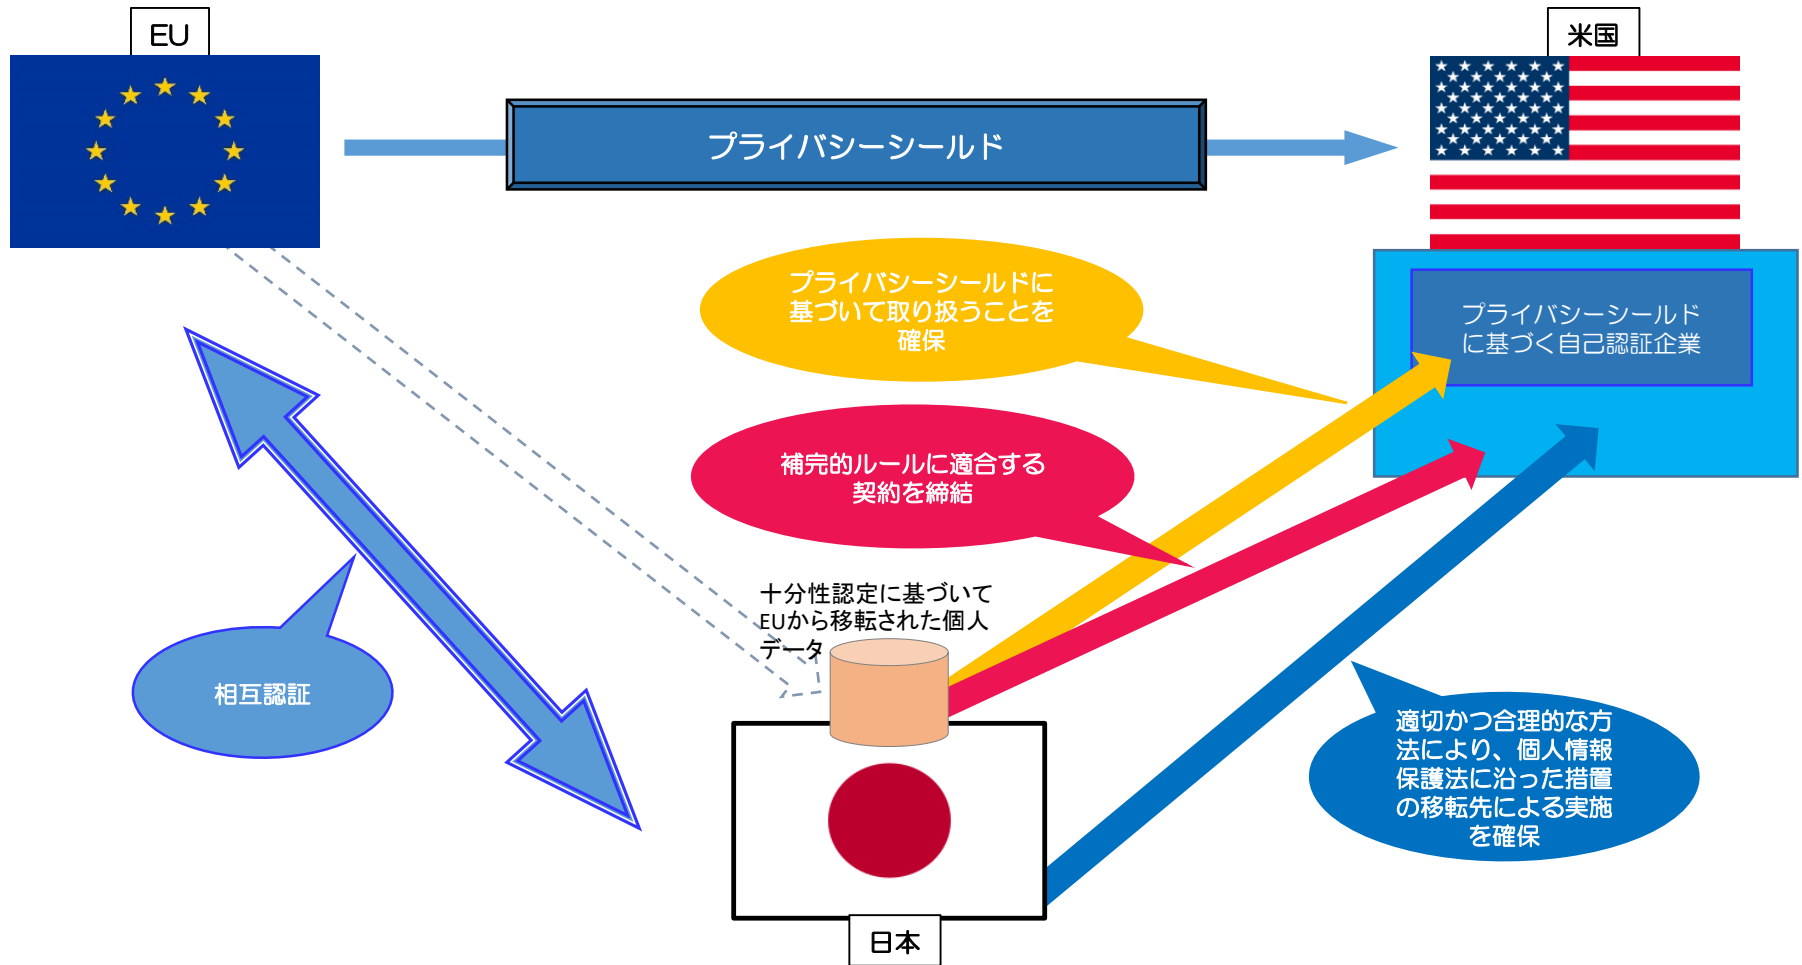 EU
米国
プライバシーシールド
プライバシーシールドに
基づいて取り扱うことを
確保
プライバシーシールド
に基づく自己認証企業
補完的ルールに適合する
契約を締結
十分性認定に基づいて
EUから移転された個人
データ
相互認証
適切かつ合理的な方
法により、個人情報
保護法に沿った措置
の移転先による実施
を確保
日本